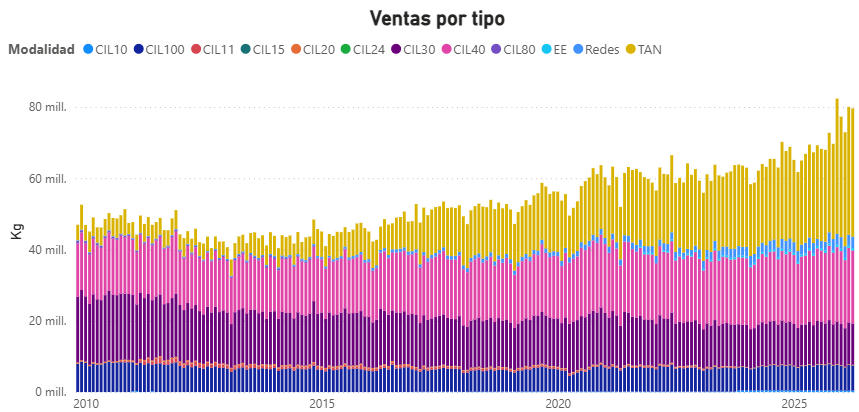 Ventas por tipo
Modalidad CIL10 CIL100 CIL11 CIL15 CIL20 CIL24 CIL30 CIL40 CIL80 EE Redes TAN
80 mill.
60 mill.
40 mill.
20 mill.
0 mill.
Kg
2010 2015 2020 2025